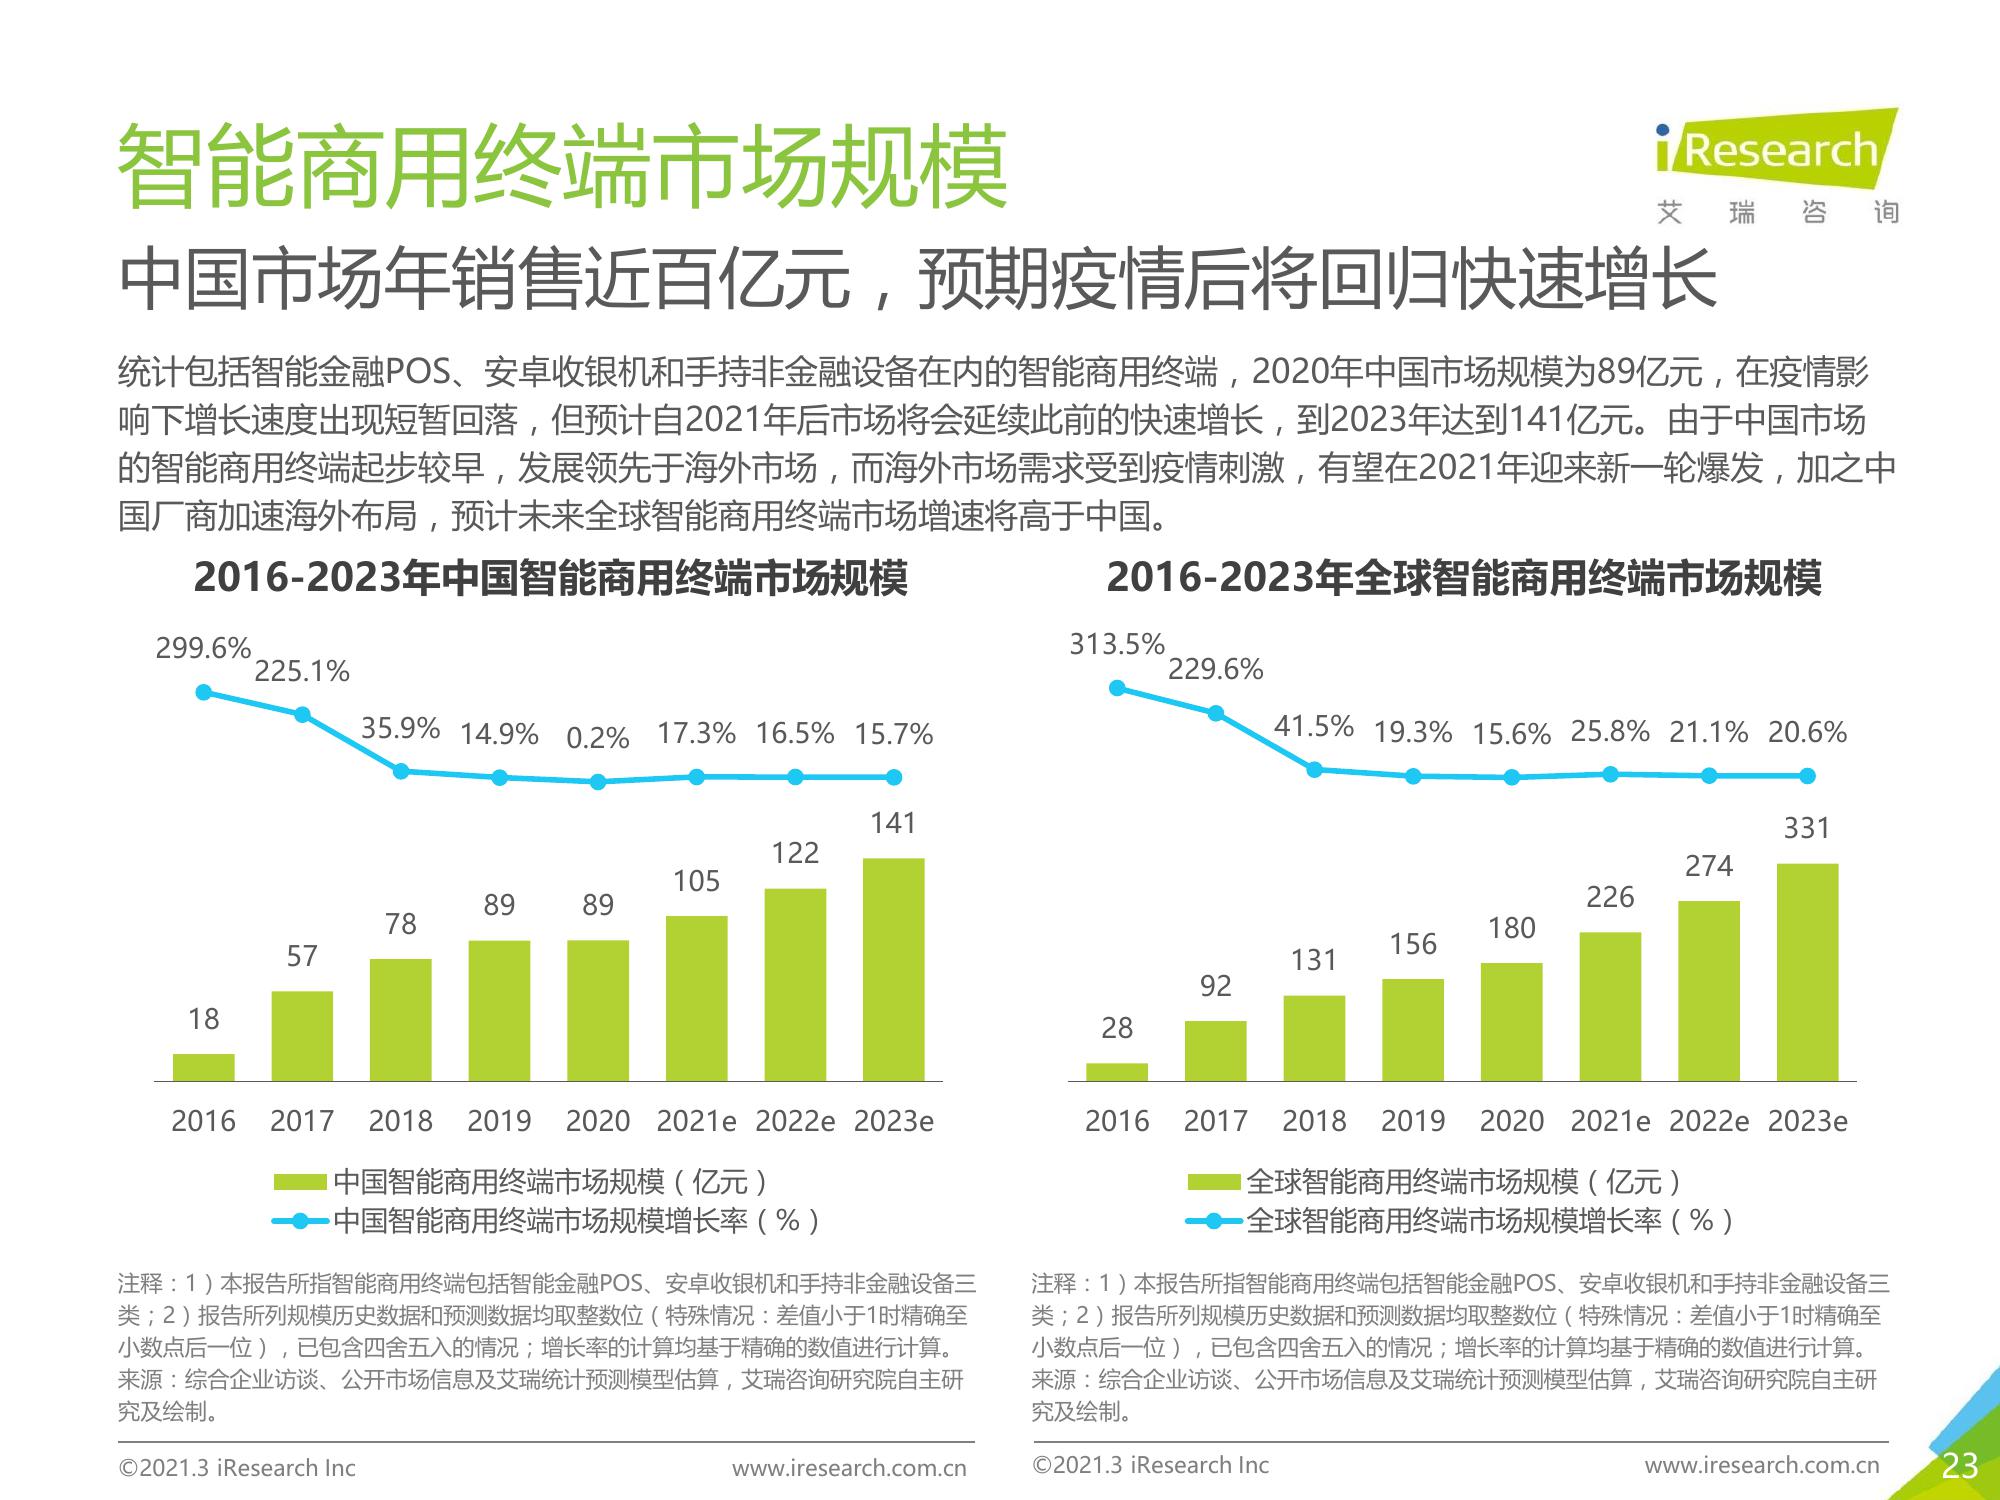 智能商用终端市场规模
iResearch
艾瑞咨询
中国市场年销售近百亿元，预期疫情后将回归快速增长
统计包括智能金融POS、安卓收银机和手持非金融设备在内的智能商用终端，2020年中国市场规模为89亿元，在疫情影
响下增长速度出现短暂回落，但预计自2021年后市场将会延续此前的快速增长，到2023年达到141亿元。由于中国市场
的智能商用终端起步较早，发展领先于海外市场，而海外市场需求受到疫情刺激，有望在2021年迎来新一轮爆发，加之中
国厂商加速海外布局，预计未来全球智能商用终端市场增速将高于中国。
2016-2023年中国智能商用终端市场规模
299.6% 225.1% 35.9% 14.9% 0.2% 17.3% 16.5% 15.7%
18 57 78 89 89 105 122 141
2016 2017 2018 2019 2020 2021e 2022e 2023e
中国智能商用终端市场规模（亿元）
中国智能商用终端市场规模增长率（%）
注释：1）本报告所指智能商用终端包括智能金融POS、安卓收银机和手持非金融设备三
类；2）报告所列规模历史数据和预测数据均取整数位（特殊情况：差值小于1时精确至
小数点后一位），已包含四舍五入的情况；增长率的计算均基于精确的数值进行计算。
来源：综合企业访谈、公开市场信息及艾瑞统计预测模型估算，艾瑞咨询研究院自主研
究及绘制。
©2021.3 iResearch Inc
www.iresearch.com.cn
2016-2023年全球智能商用终端市场规模
313.5% 229.6% 41.5% 19.3% 15.6% 25.8% 21.1% 20.6%
28 92 131 156 180 226 274 331
2016 2017 2018 2019 2020 2021e 2022e 2023e
全球智能商用终端市场规模（亿元）
全球智能商用终端市场规模增长率（%）
注释：1）本报告所指智能商用终端包括智能金融POS、安卓收银机和手持非金融设备三
类；2）报告所列规模历史数据和预测数据均取整数位（特殊情况：差值小于1时精确至
小数点后一位），已包含四舍五入的情况；增长率的计算均基于精确的数值进行计算。
来源：综合企业访谈、公开市场信息及艾瑞统计预测模型估算，艾瑞咨询研究院自主研
究及绘制。
©2021.3 iResearch Inc
www.iresearch.com.cn
23